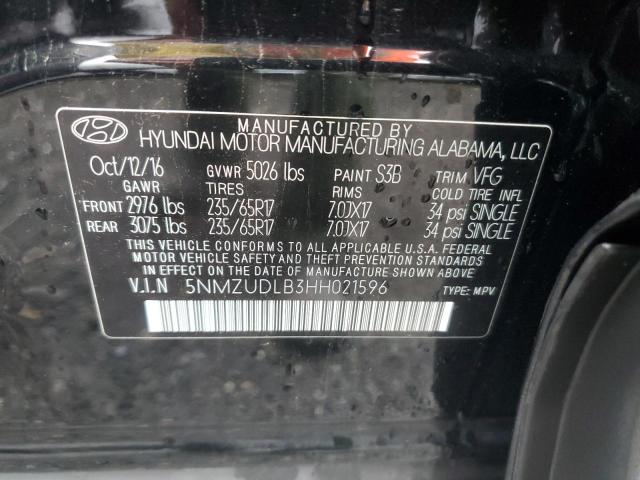 MANUFACTURED BY
HYUNDAI MOTOR MANUFACTURING ALABAMA, LLC
Oct/12/16 GVWR 5026 lbs PAINT S3B TRIM VFG
GAWR TIRES RIMS COLD TIRE INFL
FRONT 2976 lbs 235/65R17 7.0JX17 34 psi SINGLE
REAR 3075 lbs 235/65R17 7.0JX17 34 psi SINGLE
THIS VEHICLE CONFORMS TO ALL APPLICABLE U.S.A. FEDERAL
MOTOR VEHICLE SAFETY AND THEFT PREVENTION STANDARDS
IN EFFECT ON THE DATE OF MANUFACTURE SHOWN ABOVE.
V.I.N 5NMZUDLB3HH021596 TYPE: MPV